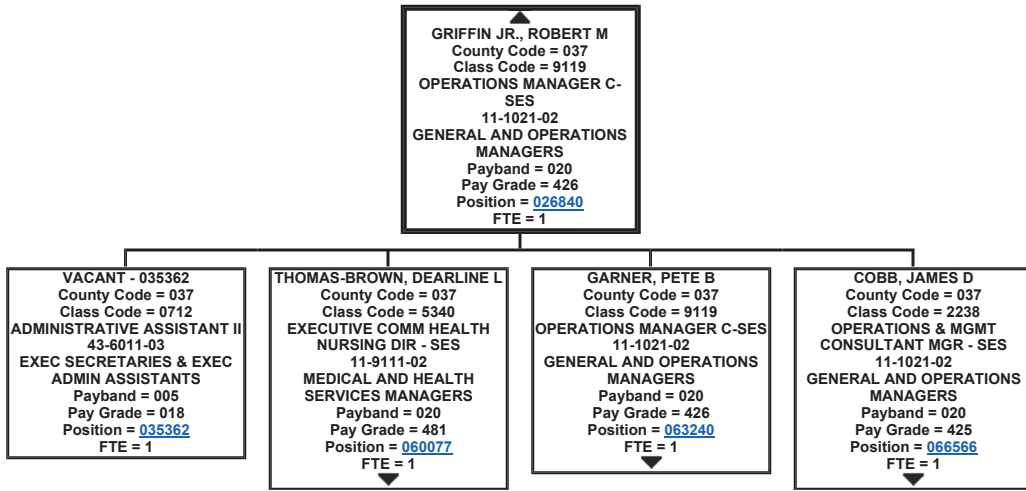 GRIFFIN JR., ROBERT M
County Code = 037
Class Code = 9119
OPERATIONS MANAGER C-
SES
11-1021-02
GENERAL AND OPERATIONS
MANAGERS
Payband = 020
Pay Grade = 426
Position = 026840
FTE = 1
VACANT - 035362
County Code = 037
Class Code = 0712
ADMINISTRATIVE ASSISTANT II
43-6011-03
EXEC SECRETARIES & EXEC
ADMIN ASSISTANTS
Payband = 005
Pay Grade = 018
Position = 035362
FTE = 1
THOMAS-BROWN, DEARLINE L
County Code = 037
Class Code = 5340
EXECUTIVE COMM HEALTH
NURSING DIR - SES
11-9111-02
MEDICAL AND HEALTH
SERVICES MANAGERS
Payband = 020
Pay Grade = 481
Position = 060077
FTE = 1
GARNER, PETE B
County Code = 037
Class Code = 9119
OPERATIONS MANAGER C-SES
11-1021-02
GENERAL AND OPERATIONS
MANAGERS
Payband = 020
Pay Grade = 426
Position = 063240
FTE = 1
COBB, JAMES D
County Code = 037
Class Code = 2238
OPERATIONS & MGMT
CONSULTANT MGR - SES
11-1021-02
GENERAL AND OPERATIONS
MANAGERS
Payband = 020
Pay Grade = 425
Position = 066566
FTE = 1